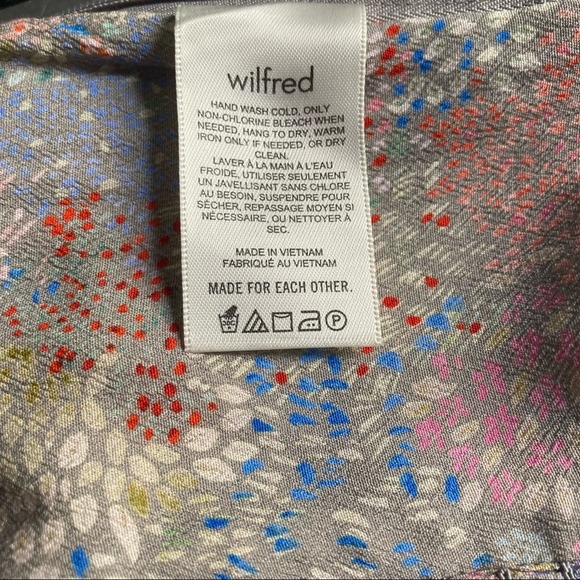 wilfred
HAND WASH COLD, ONLY
NON-CHLORINE BLEACH WHEN
NEEDED, HANG TO DRY, WARM
IRON ONLY IF NEEDED, OR DRY
CLEAN.
LAVER À LA MAIN À L'EAU
FROIDE, UTILISER SEULEMENT
UN JAVELLISANT SANS CHLORE
AU BESOIN, SUSPENDRE POUR
SÉCHER, REPASSAGE MOYEN SI
NÉCESSAIRE, OU NETTOYER À
SEC.
MADE IN VIETNAM
FABRIQUÉ AU VIETNAM
MADE FOR EACH OTHER.
P